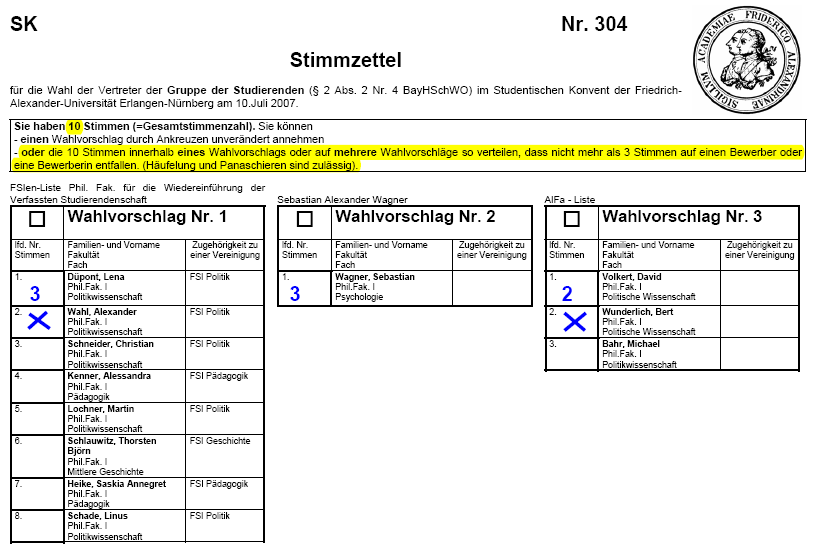 SK
Nr. 304
SIGILLVM ACADEMIAE FRIDERICO ALEXANDRINAE
Stimmzettel
für die Wahl der Vertreter der Gruppe der Studierenden (§ 2 Abs. 2 Nr. 4 BayHSchWO) im Studentischen Konvent der Friedrich-
Alexander-Universität Erlangen-Nürnberg am 10.Juli 2007.
Sie haben 10 Stimmen (=Gesamtstimmenzahl). Sie können
- einen Wahlvorschlag durch Ankreuzen unverändert annehmen
- oder die 10 Stimmen innerhalb eines Wahlvorschlags oder auf mehrere Wahlvorschläge so verteilen, dass nicht mehr als 3 Stimmen auf einen Bewerber oder
eine Bewerberin entfallen. (Häufelung und Panaschieren sind zulässig).
FSIen-Liste Phil. Fak. für die Wiedereinführung der
Verfassten Studierendenschaft
Wahlvorschlag Nr. 1
lfd. Nr.
Stimmen
Familien- und Vorname
Fakultät
Fach
Zugehörigkeit zu
einer Vereinigung
1.
3
Düpont, Lena
Phil.Fak. I
Politikwissenschaft
FSI Politik
2.
X
Wahl, Alexander
Phil.Fak. I
Politikwissenschaft
FSI Politik
3.
Schneider, Christian
Phil.Fak. I
Politikwissenschaft
FSI Politik
4.
Kenner, Alessandra
Phil.Fak. I
Pädagogik
FSI Pädagogik
5.
Lochner, Martin
Phil.Fak. I
Politikwissenschaft
FSI Politik
6.
Schlauwitz, Thorsten
Björn
Phil.Fak. I
Mittlere Geschichte
FSI Geschichte
7.
Heike, Saskia Annegret
Phil.Fak. I
Pädagogik
FSI Pädagogik
8.
Schade, Linus
Phil.Fak. I
Politikwissenschaft
FSI Politik
Sebastian Alexander Wagner
Wahlvorschlag Nr. 2
lfd. Nr.
Stimmen
Familien- und Vorname
Fakultät
Fach
Zugehörigkeit zu
einer Vereinigung
1.
3
Wagner, Sebastian
Phil.Fak. I
Psychologie
AlFa - Liste
Wahlvorschlag Nr. 3
lfd. Nr.
Stimmen
Familien- und Vorname
Fakultät
Fach
Zugehörigkeit zu
einer Vereinigung
1.
2
Volkert, David
Phil.Fak. I
Politische Wissenschaft
2.
X
Wunderlich, Bert
Phil.Fak. I
Politische Wissenschaft
3.
Bahr, Michael
Phil.Fak. I
Politikwissenschaft